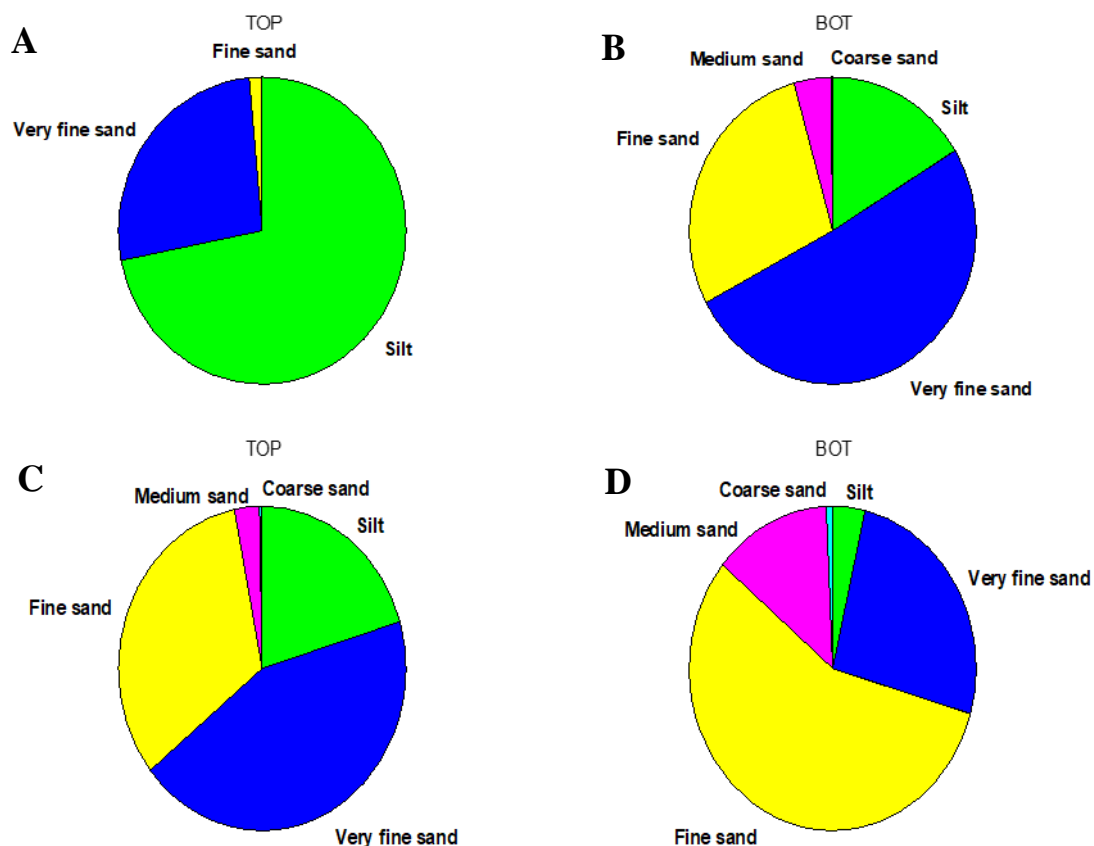 A
TOP
Fine sand
Very fine sand
Silt
B
BOT
Medium sand
Coarse sand
Silt
Fine sand
Very fine sand
C
TOP
Medium sand
Coarse sand
Silt
Fine sand
Very fine sand
D
BOT
Coarse sand
Silt
Medium sand
Very fine sand
Fine sand